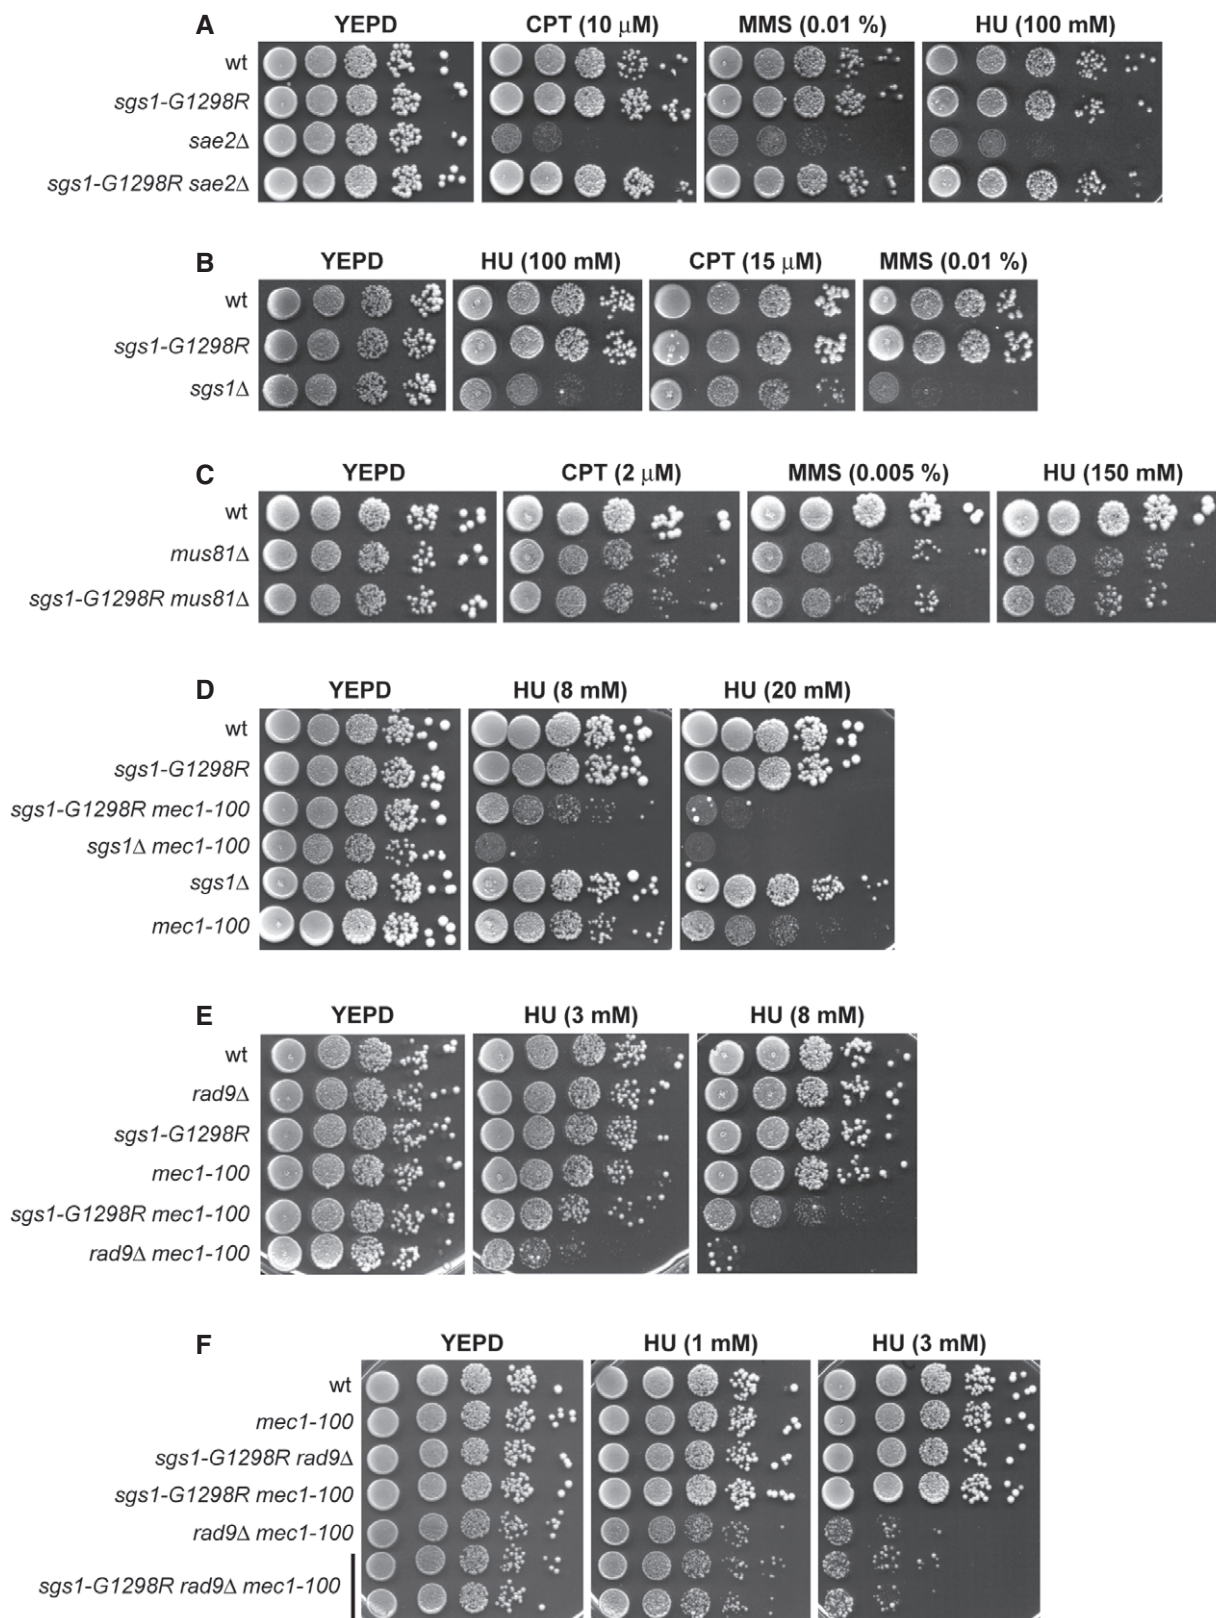 A YEPD CPT (10 μM) MMS (0.01 %) HU (100 mM)
wt
sgs1-G1298R
sae2Δ
sgs1-G1298R sae2Δ
B YEPD HU (100 mM) CPT (15 μM) MMS (0.01 %)
wt
sgs1-G1298R
sgs1Δ
C YEPD CPT (2 μM) MMS (0.005 %) HU (150 mM)
wt
mus81Δ
sgs1-G1298R mus81Δ
D YEPD HU (8 mM) HU (20 mM)
wt
sgs1-G1298R
sgs1-G1298R mec1-100
sgs1Δ mec1-100
sgs1Δ
mec1-100
E YEPD HU (3 mM) HU (8 mM)
wt
rad9Δ
sgs1-G1298R
mec1-100
sgs1-G1298R mec1-100
rad9Δ mec1-100
F YEPD HU (1 mM) HU (3 mM)
wt
mec1-100
sgs1-G1298R rad9Δ
sgs1-G1298R mec1-100
rad9Δ mec1-100
sgs1-G1298R rad9Δ mec1-100